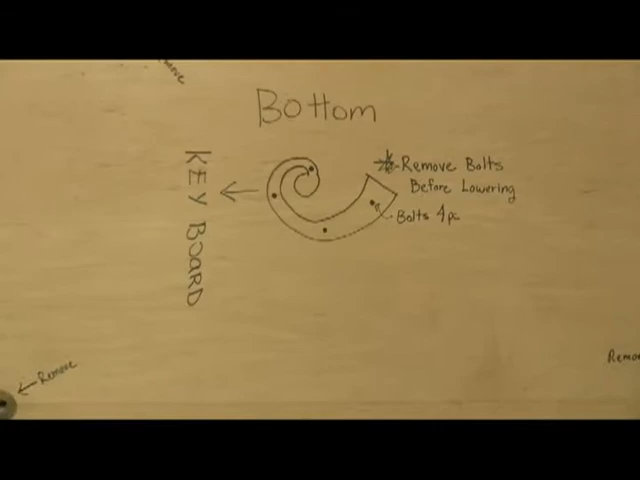 Bottom
KEY BOARD
Remove Bolts
Before Lowering
Bolts 4pc
Remove